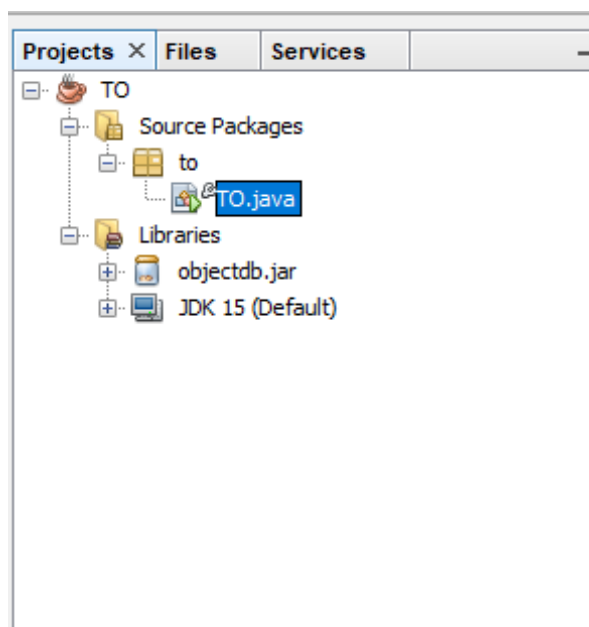 Projects × Files Services
TO
Source Packages
to
TO.java
Libraries
objectdb.jar
JDK 15 (Default)